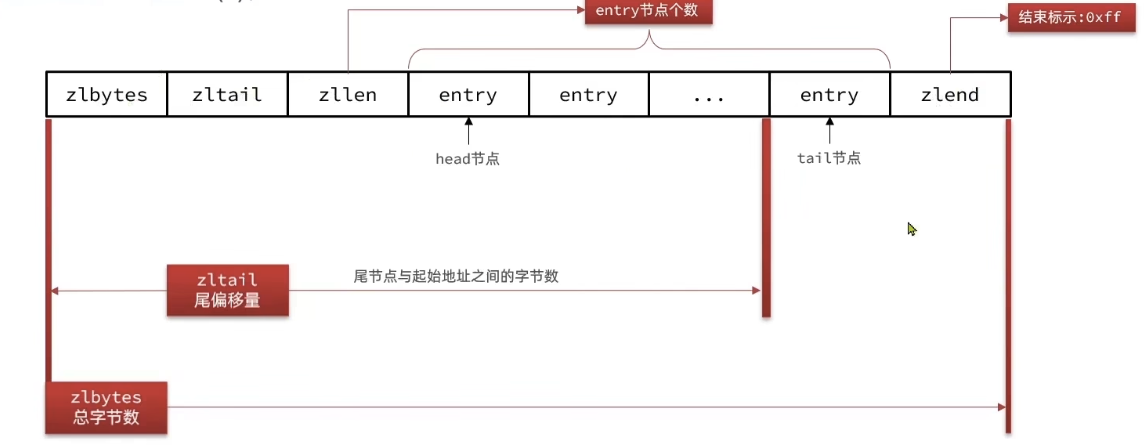 entry节点个数
结束标示:0xff
zlbytes zltail zllen entry entry ... entry zlend
head节点
tail节点
尾节点与起始地址之间的字节数
zltail
尾偏移量
zlbytes
总字节数